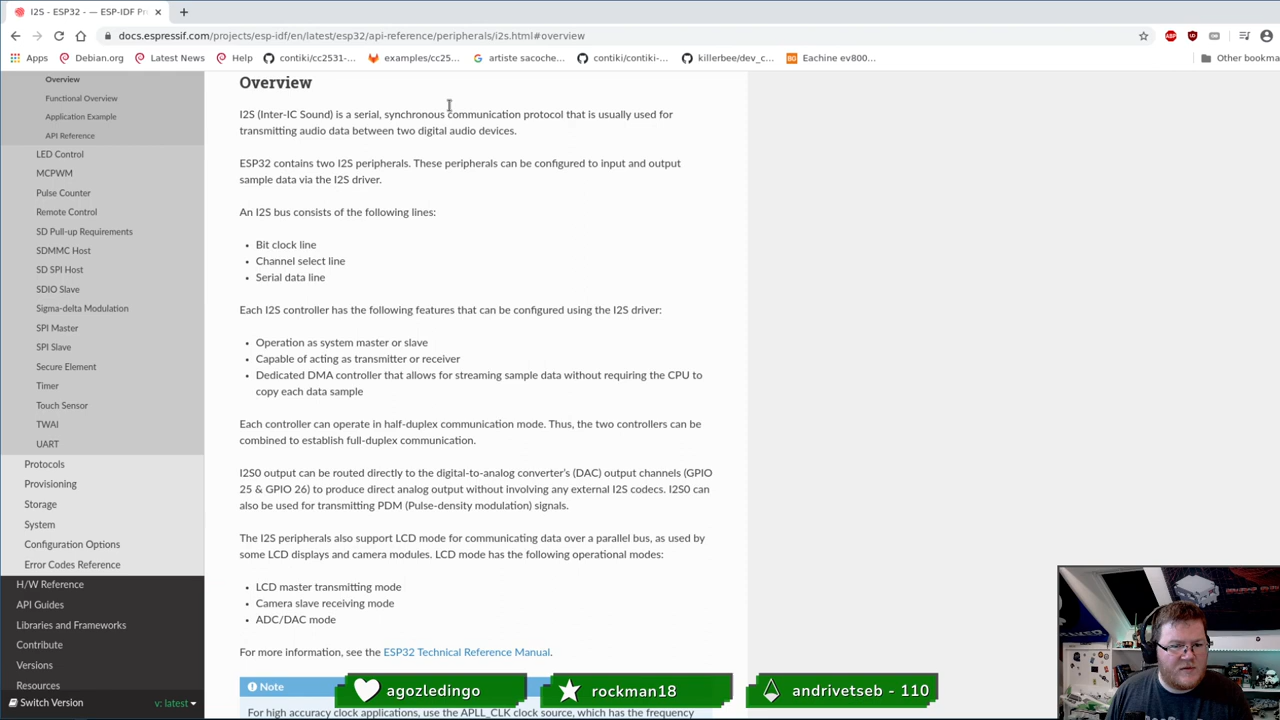 I2S - ESP32 - — ESP-IDF Pr
docs.espressif.com/projects/esp-idf/en/latest/esp32/api-reference/peripherals/i2s.html#overview
Apps Debian.org Latest News Help contiki/cc2531-... examples/cc25... artiste sacoche... contiki/contiki-... killerbee/dev_c... Eachine ev800... Other bookma
Overview
Functional Overview
Application Example
API Reference
LED Control
MCPWM
Pulse Counter
Remote Control
SD Pull-up Requirements
SDMMC Host
SD SPI Host
SDIO Slave
Sigma-delta Modulation
SPI Master
SPI Slave
Secure Element
Timer
Touch Sensor
TWAI
UART
Protocols
Provisioning
Storage
System
Configuration Options
Error Codes Reference
H/W Reference
API Guides
Libraries and Frameworks
Contribute
Versions
Resources
Switch Version v: latest
Overview
I2S (Inter-IC Sound) is a serial, synchronous communication protocol that is usually used for
transmitting audio data between two digital audio devices.
ESP32 contains two I2S peripherals. These peripherals can be configured to input and output
sample data via the I2S driver.
An I2S bus consists of the following lines:
• Bit clock line
• Channel select line
• Serial data line
Each I2S controller has the following features that can be configured using the I2S driver:
• Operation as system master or slave
• Capable of acting as transmitter or receiver
• Dedicated DMA controller that allows for streaming sample data without requiring the CPU to
copy each data sample
Each controller can operate in half-duplex communication mode. Thus, the two controllers can be
combined to establish full-duplex communication.
I2S0 output can be routed directly to the digital-to-analog converter's (DAC) output channels (GPIO
25 & GPIO 26) to produce direct analog output without involving any external I2S codecs. I2S0 can
also be used for transmitting PDM (Pulse-density modulation) signals.
The I2S peripherals also support LCD mode for communicating data over a parallel bus, as used by
some LCD displays and camera modules. LCD mode has the following operational modes:
• LCD master transmitting mode
• Camera slave receiving mode
• ADC/DAC mode
For more information, see the ESP32 Technical Reference Manual.
Note
For high accuracy clock applications, use the APLL_CLK clock source, which has the frequency
agozledingo
rockman18
andrivetseb - 110